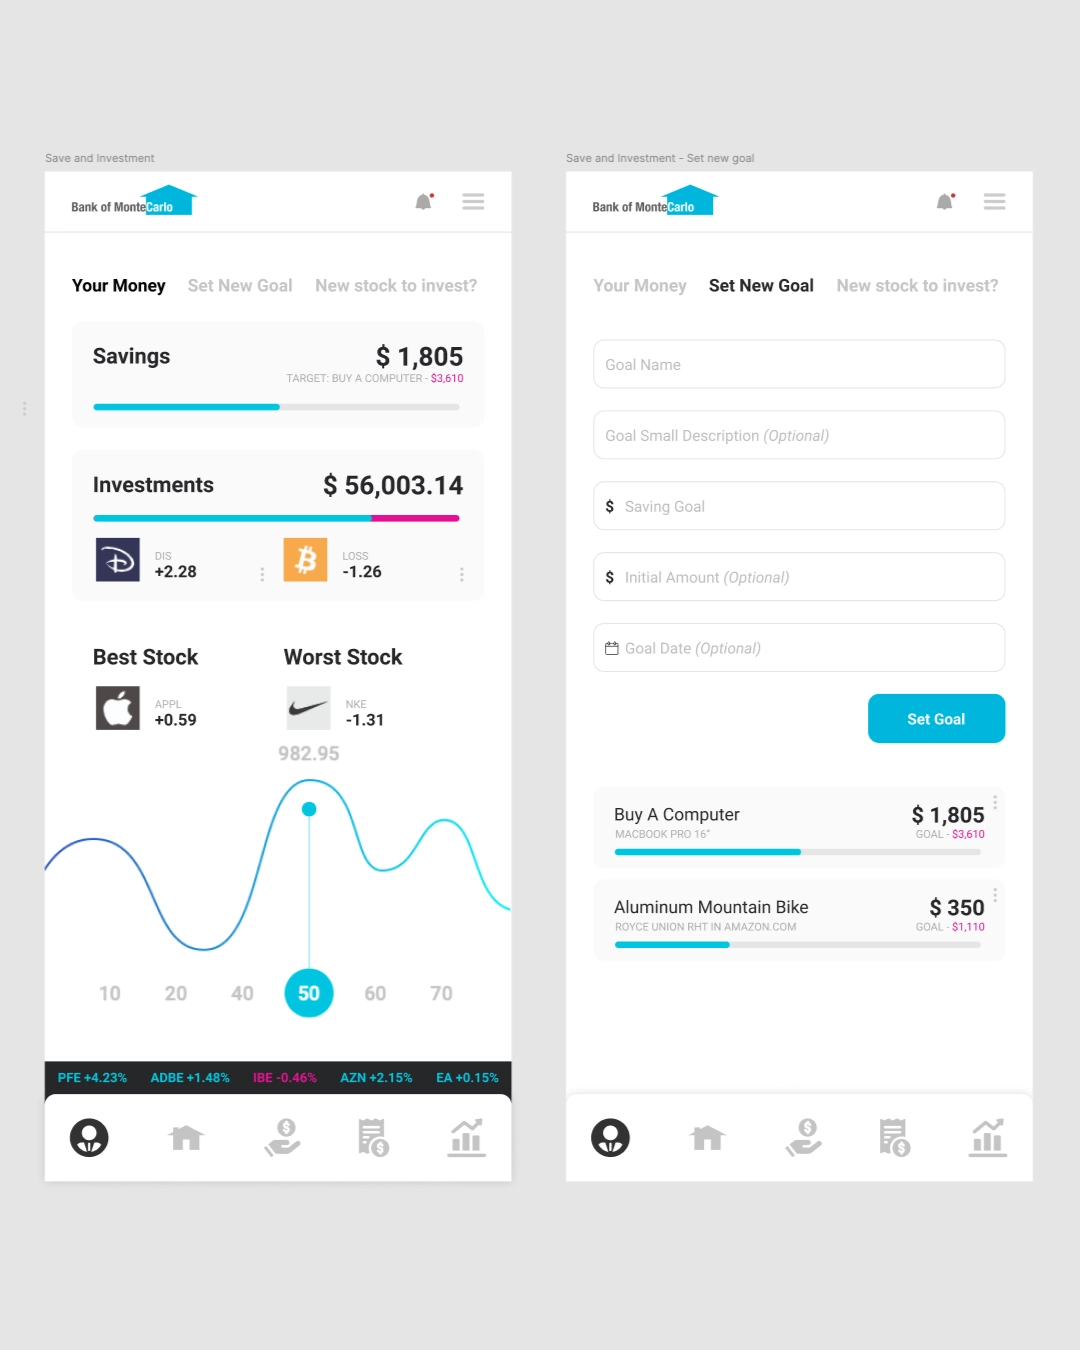 Save and Investment
Bank of MonteCarlo
Your Money Set New Goal New stock to invest?
Savings $ 1,805
TARGET: BUY A COMPUTER - $3,610
Investments $ 56,003.14
DIS LOSS
+2.28 -1.26
Best Stock Worst Stock
APPL NKE
+0.59 -1.31
982.95
10 20 40 50 60 70
PFE +4.23% ADBE +1.48% IBE -0.46% AZN +2.15% EA +0.15%
Save and Investment - Set new goal
Bank of MonteCarlo
Your Money Set New Goal New stock to invest?
Goal Name
Goal Small Description (Optional)
$ Saving Goal
$ Initial Amount (Optional)
Goal Date (Optional)
Set Goal
Buy A Computer $ 1,805
MACBOOK PRO 16" GOAL - $3,610
Aluminum Mountain Bike $ 350
ROYCE UNION RHT IN AMAZON.COM GOAL - $1,110